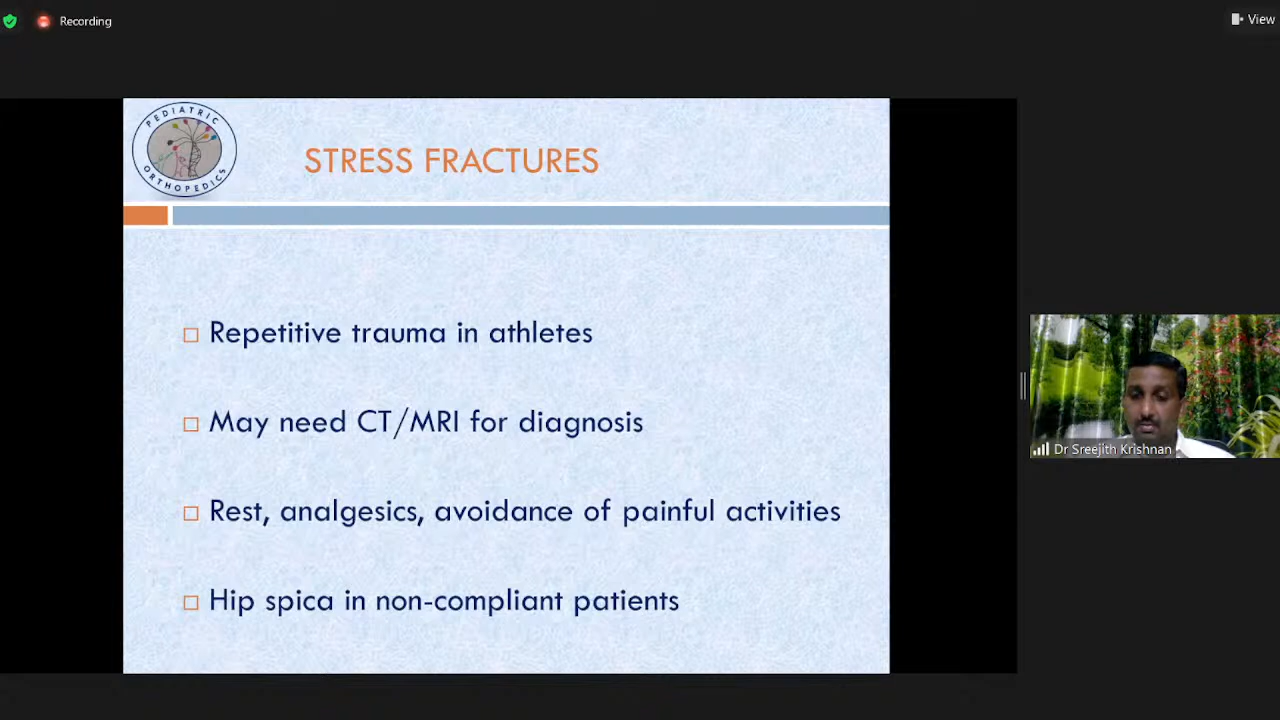 Recording
View
PEDIATRIC
ORTHOPEDICS
STRESS FRACTURES
Repetitive trauma in athletes
May need CT/MRI for diagnosis
Rest, analgesics, avoidance of painful activities
Hip spica in non-compliant patients
Dr Sreejith Krishnan